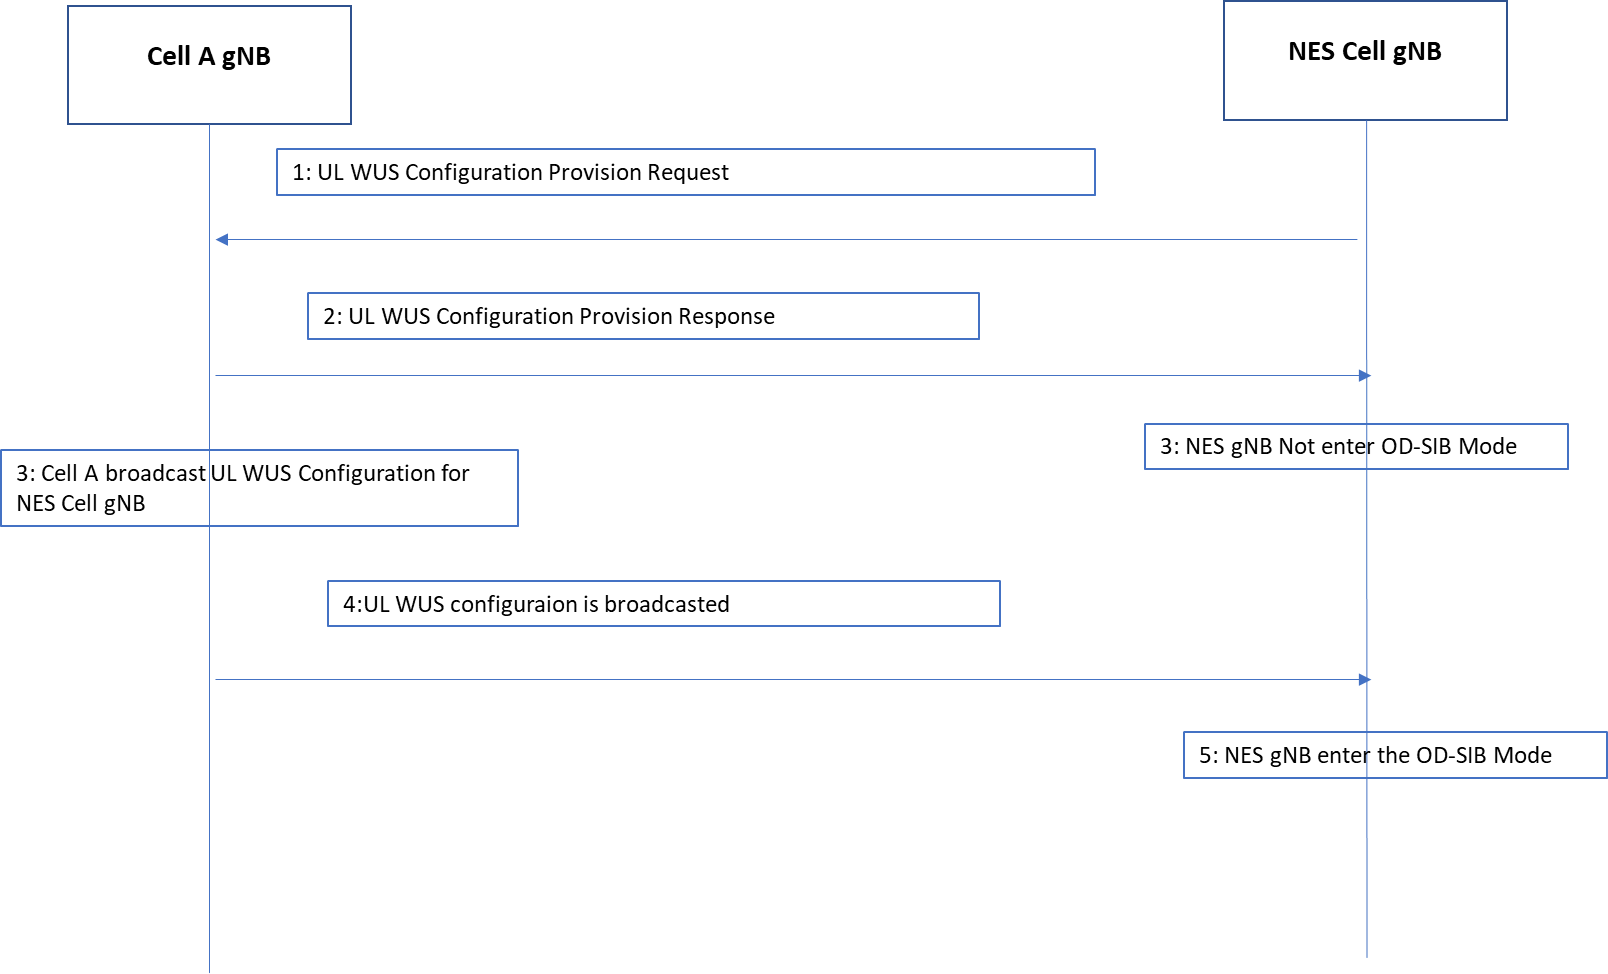 Cell A gNB
NES Cell gNB
1: UL WUS Configuration Provision Request
2: UL WUS Configuration Provision Response
3: NES gNB Not enter OD-SIB Mode
3: Cell A broadcast UL WUS Configuration for
NES Cell gNB
4:UL WUS configuraion is broadcasted
5: NES gNB enter the OD-SIB Mode